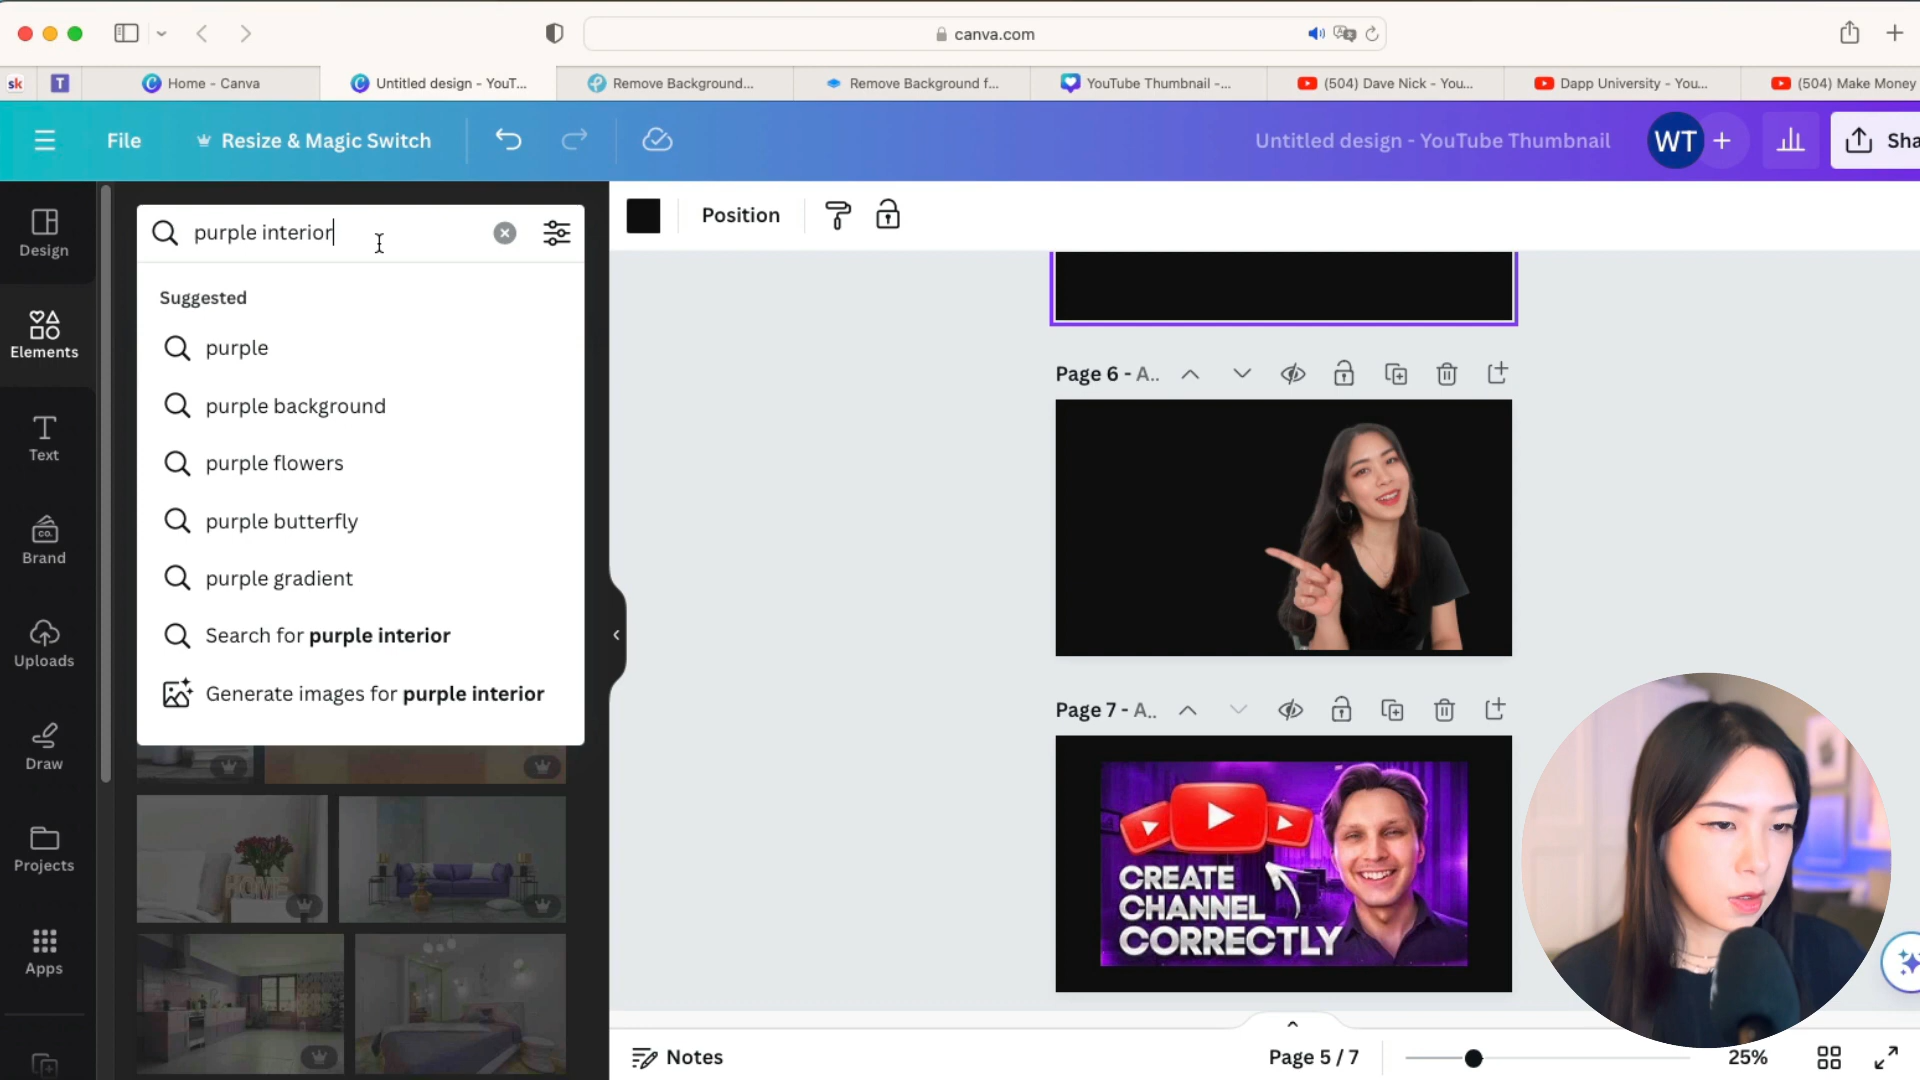 canva.com
sk
T
Home - Canva
Untitled design - YouT...
Remove Background...
Remove Background f...
YouTube Thumbnail -...
(504) Dave Nick - You...
Dapp University - You...
(504) Make Money
File
Resize & Magic Switch
Untitled design - YouTube Thumbnail
WT
Sha
Design
Elements
Text
Brand
CO.
Uploads
Draw
Projects
Apps
purple interior
Suggested
purple
purple background
purple flowers
purple butterfly
purple gradient
Search for purple interior
Generate images for purple interior
HOME
Position
Page 6 - A..
Page 7 - A..
CREATE
CHANNEL
CORRECTLY
Notes
Page 5 / 7
25%